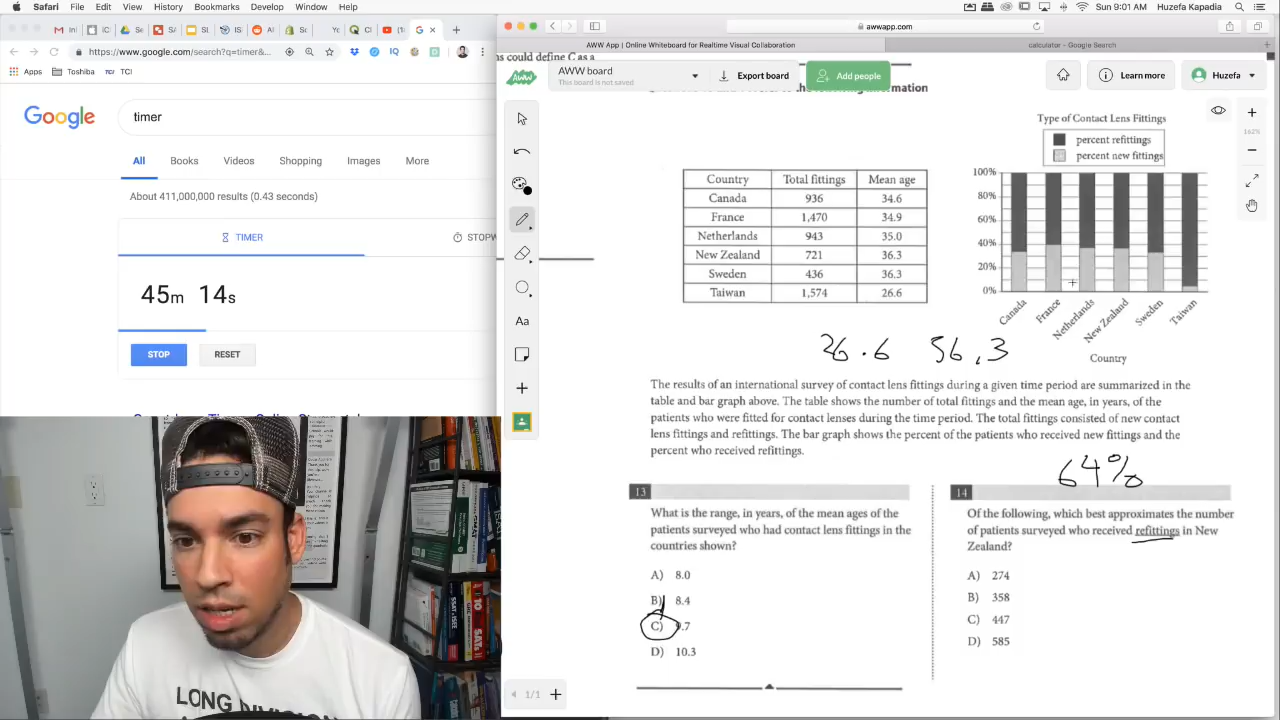 Safari File Edit View History Bookmarks Develop Window Help
Sun 9:01 AM Huzefa Kapadia
https://www.google.com/search?q=timer&...
Apps Toshiba TCI
Google
timer
All Books Videos Shopping Images More
About 411,000,000 results (0.43 seconds)
TIMER STOPW
45m 14s
STOP RESET
LONG DIVISION
awwapp.com
AWW App | Online Whiteboard for Realtime Visual Collaboration
calculator - Google Search
ns could define C as a
AWW
AWW board
This board is not saved
Export board
Add people
Learn more
Huzefa
information
162%
Aa
Type of Contact Lens Fittings
percent refittings
percent new fittings
Country Total fittings Mean age
Canada 936 34.6
France 1,470 34.9
Netherlands 943 35.0
New Zealand 721 36.3
Sweden 436 36.3
Taiwan 1,574 26.6
100%
80%
60%
40%
20%
0%
Canada France Netherlands New Zealand Sweden Taiwan
Country
26.6 36.3
The results of an international survey of contact lens fittings during a given time period are summarized in the
table and bar graph above. The table shows the number of total fittings and the mean age, in years, of the
patients who were fitted for contact lenses during the time period. The total fittings consisted of new contact
lens fittings and refittings. The bar graph shows the percent of the patients who received new fittings and the
percent who received refittings.
64%
13
What is the range, in years, of the mean ages of the
patients surveyed who had contact lens fittings in the
countries shown?
A) 8.0
B) 8.4
C) 9.7
D) 10.3
14
Of the following, which best approximates the number
of patients surveyed who received refittings in New
Zealand?
A) 274
B) 358
C) 447
D) 585
1/1